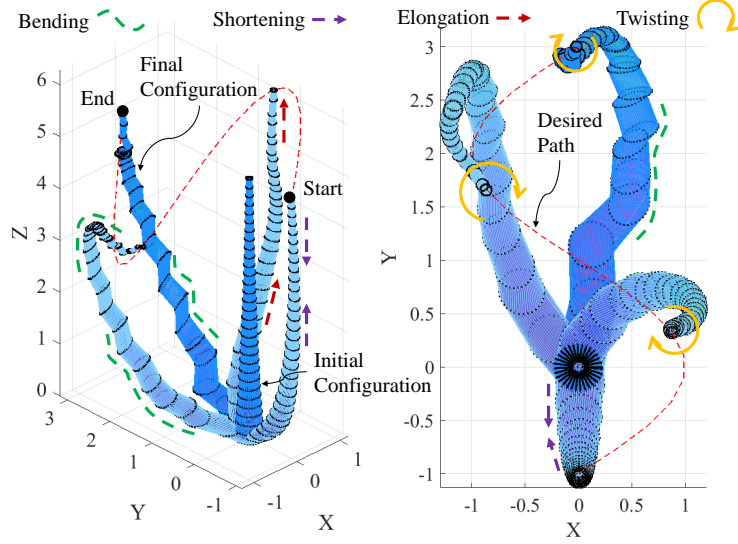 Bending
Shortening
Elongation
Twisting
6
5
4
3
2
1
0
Z
End
Final
Configuration
Start
Initial
Configuration
3
2
1
0
-1
Y
-1
0
1
X
3
2.5
2
1.5
1
0.5
0
-0.5
-1
Y
Desired
Path
-1
-0.5
0
0.5
1
X